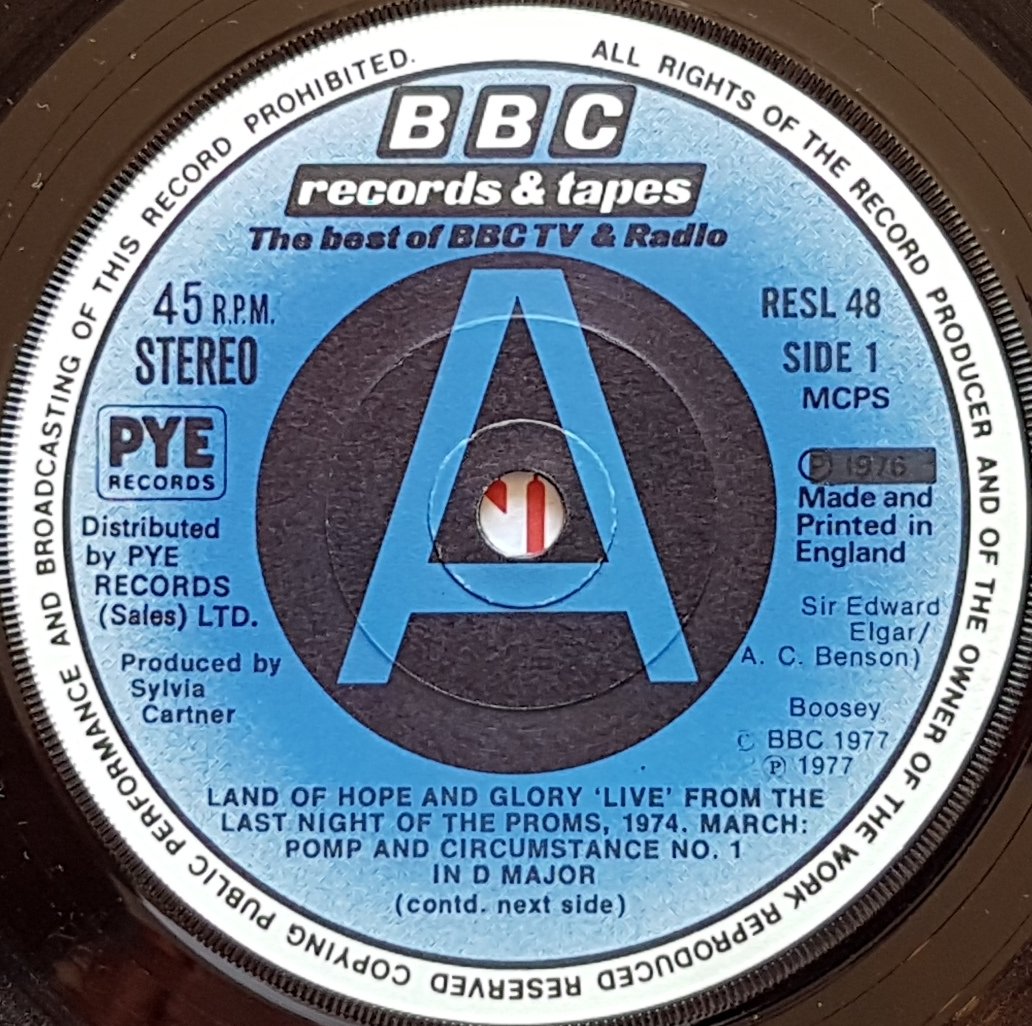 ALL RIGHTS OF THE RECORD PRODUCER AND OF THE OWNER OF THE WORK REPRODUCED RESERVED COPYING PUBLIC PERFORMANCE AND BROADCASTING OF THIS RECORD PROHIBITED.
BBC
records & tapes
The best of BBC TV & Radio
45 R.P.M.
STEREO
PYE
RECORDS
Distributed
by PYE
RECORDS
(Sales) LTD.
Produced by
Sylvia
Cartner
A
RESL 48
SIDE 1
MCPS
℗ 1976
Made and
Printed in
England
Sir Edward
Elgar/
A. C. Benson)
Boosey
© BBC 1977
℗ 1977
LAND OF HOPE AND GLORY 'LIVE' FROM THE
LAST NIGHT OF THE PROMS, 1974. MARCH:
POMP AND CIRCUMSTANCE NO. 1
IN D MAJOR
(contd. next side)